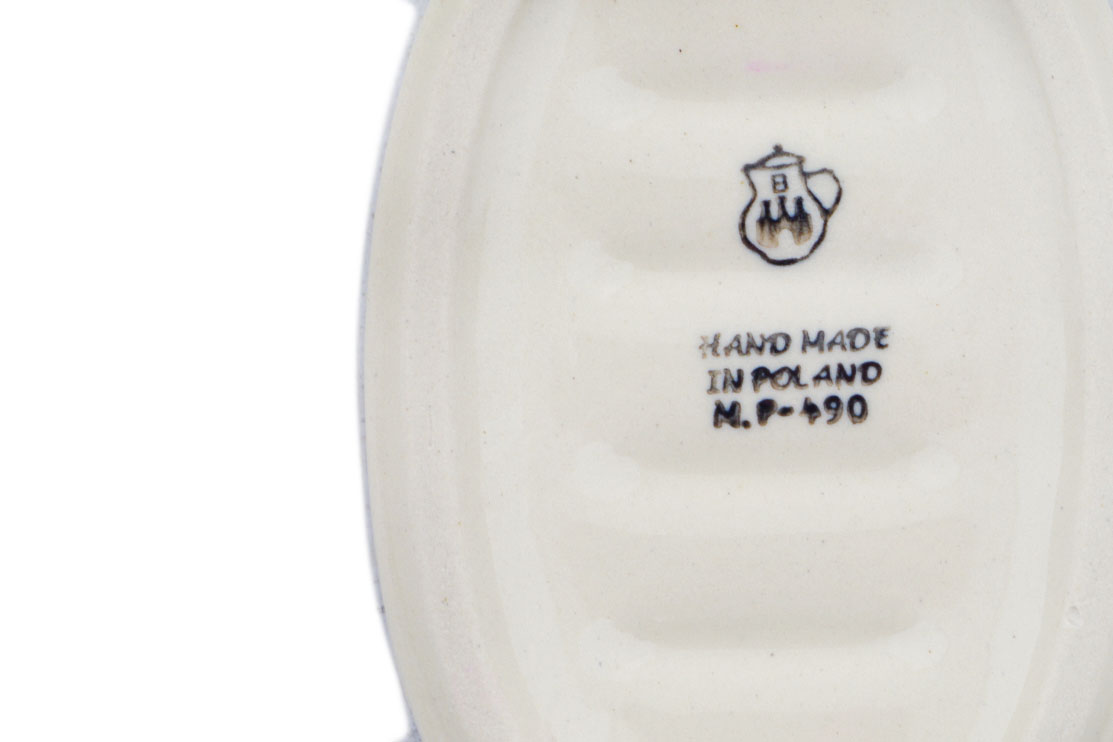 B
HAND MADE
IN POLAND
M.P-490